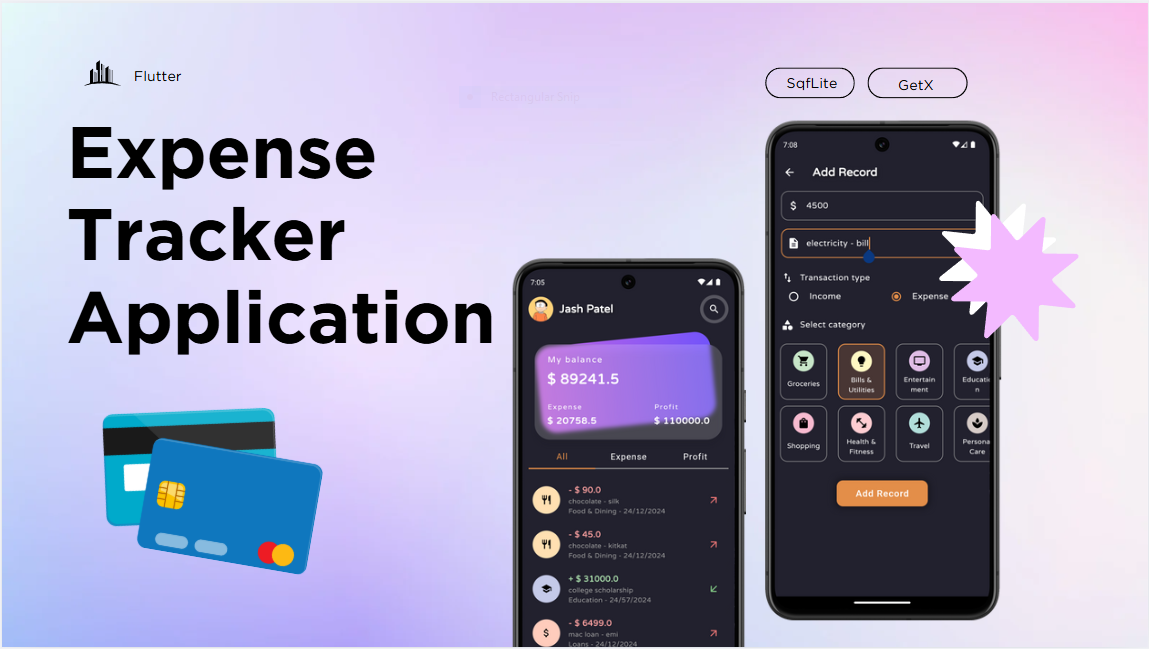 Flutter
Rectangular Snip
SqfLite
GetX
Expense
Tracker
Application
7:05
Jash Patel
My balance
$ 89241.5
Expense
Profit
$ 20758.5
$ 110000.0
All
Expense
Profit
- $ 90.0
chocolate - silk
Food & Dining - 24/12/2024
- $ 45.0
chocolate - kitkat
Food & Dining - 24/12/2024
+ $ 31000.0
college scholarship
Education - 24/57/2024
$
- $ 6499.0
mac loan - emi
Loans - 24/12/2024
7:08
Add Record
$ 4500
electricity - bill
Transaction type
Income
Expense
Select category
Groceries
Bills &
Utilities
Entertain
ment
Educatio
n
Shopping
Health &
Fitness
Travel
Persona
Care
Add Record